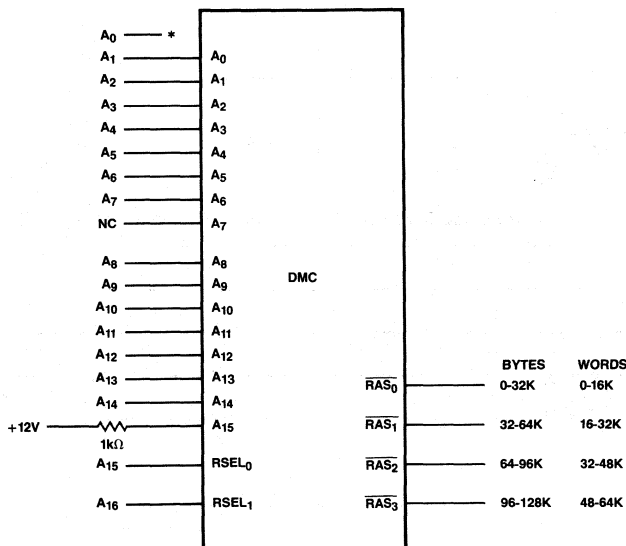 A0 *
A1 A0
A2 A1
A3 A2
A4 A3
A5 A4
A6 A5
A7 A6
NC A7
A8 A8
A9 A9
DMC
A10 A10
A11 A11
A12 A12
BYTES WORDS
A13 A13
RAS0 0-32K 0-16K
A14 A14
+12V 1kΩ A15
RAS1 32-64K 16-32K
A15 RSEL0 RAS2 64-96K 32-48K
A16 RSEL1 RAS3 96-128K 48-64K